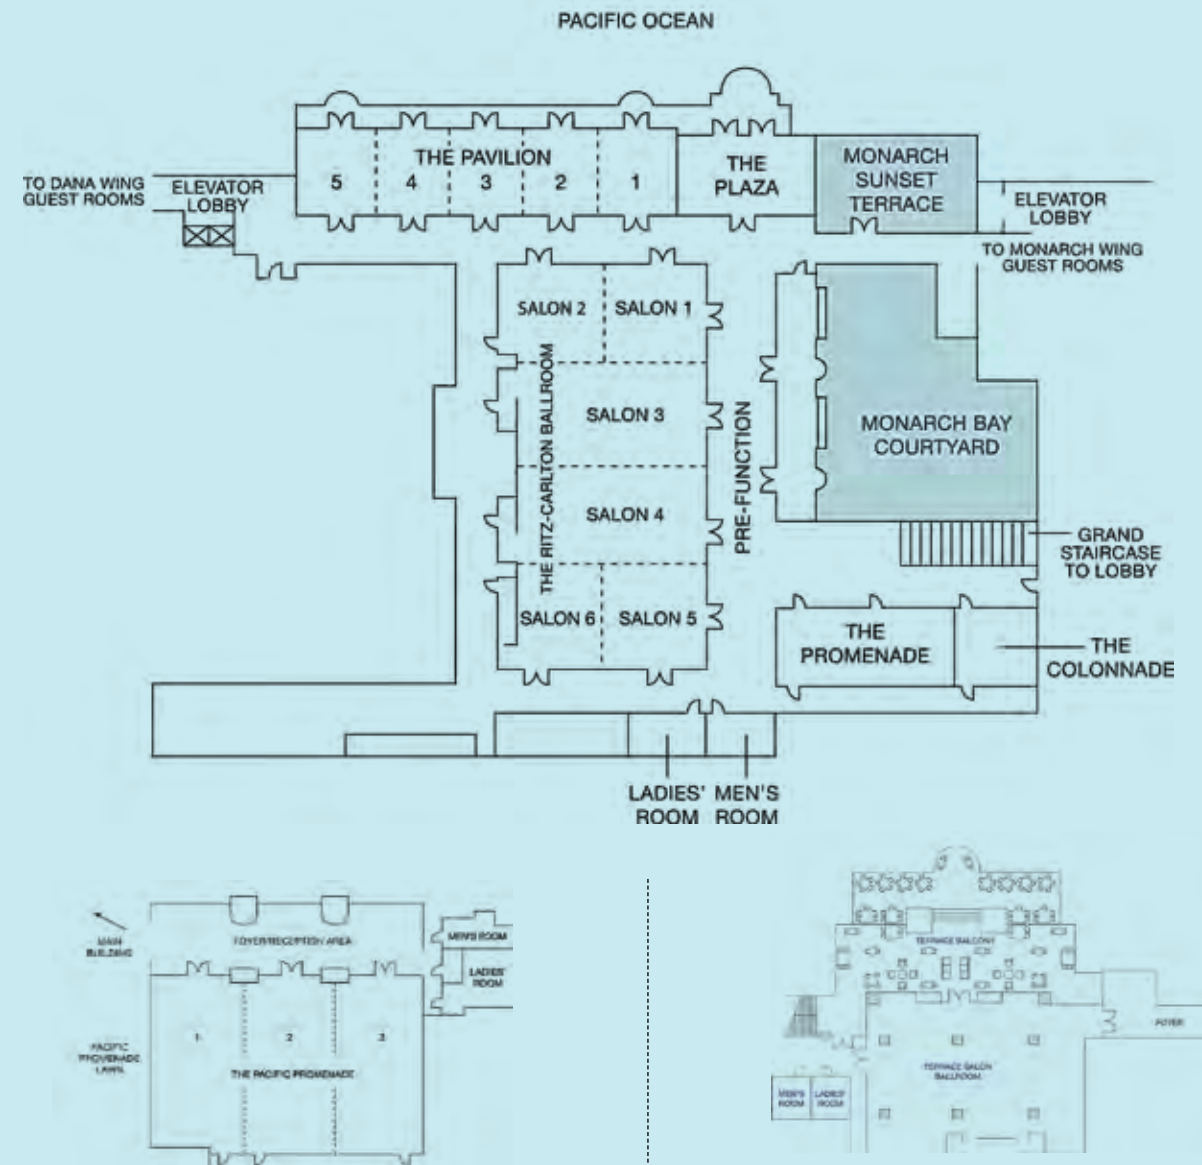 PACIFIC OCEAN
THE PAVILION
5
4
3
2
1
THE
PLAZA
MONARCH
SUNSET
TERRACE
TO DANA WING
GUEST ROOMS
ELEVATOR
LOBBY
ELEVATOR
LOBBY
TO MONARCH WING
GUEST ROOMS
SALON 2
SALON 1
THE RITZ-CARLTON BALLROOM
SALON 3
PRE-FUNCTION
MONARCH BAY
COURTYARD
SALON 4
GRAND
STAIRCASE
TO LOBBY
SALON 6
SALON 5
THE
PROMENADE
THE
COLONNADE
LADIES'
ROOM
MEN'S
ROOM
MAIN
BUILDING
FOYER/RECEPTION AREA
MEN'S ROOM
LADIES'
ROOM
1
2
3
PACIFIC
PROMENADE
LAWN
THE PACIFIC PROMENADE
TERRACE BALCONY
FOYER
TERRACE SALON
BALLROOM
MEN'S
ROOM
LADIES'
ROOM